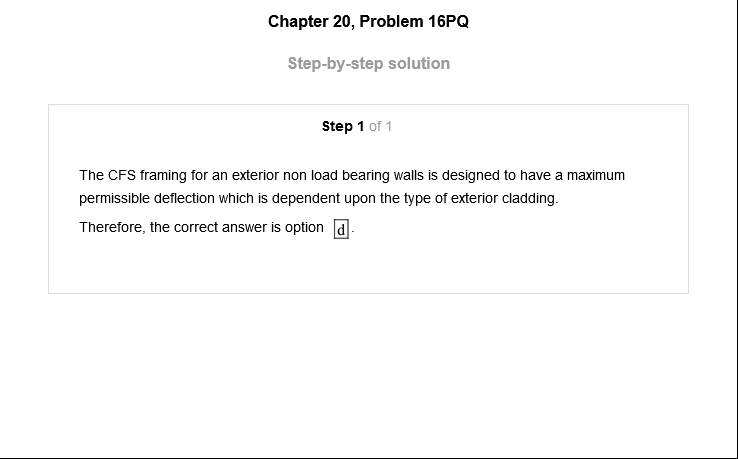 Chapter 20, Problem 16PQ
Step-by-step solution
Step 1 of 1
The CFS framing for an exterior non load bearing walls is designed to have a maximum
permissible deflection which is dependent upon the type of exterior cladding.
Therefore, the correct answer is option d.